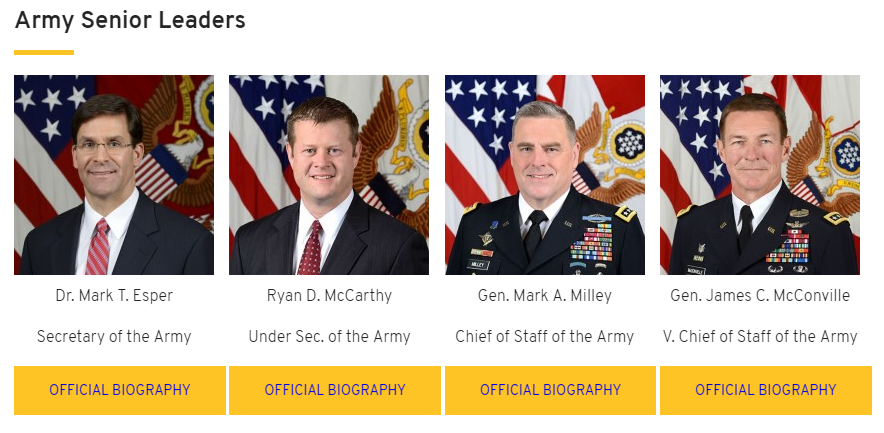 Army Senior Leaders
MILLEY
Dr. Mark T. Esper
Ryan D. McCarthy
Gen. Mark A. Milley
Gen. James C. McConville
Secretary of the Army
Under Sec. of the Army
Chief of Staff of the Army
V. Chief of Staff of the Army
OFFICIAL BIOGRAPHY
OFFICIAL BIOGRAPHY
OFFICIAL BIOGRAPHY
OFFICIAL BIOGRAPHY